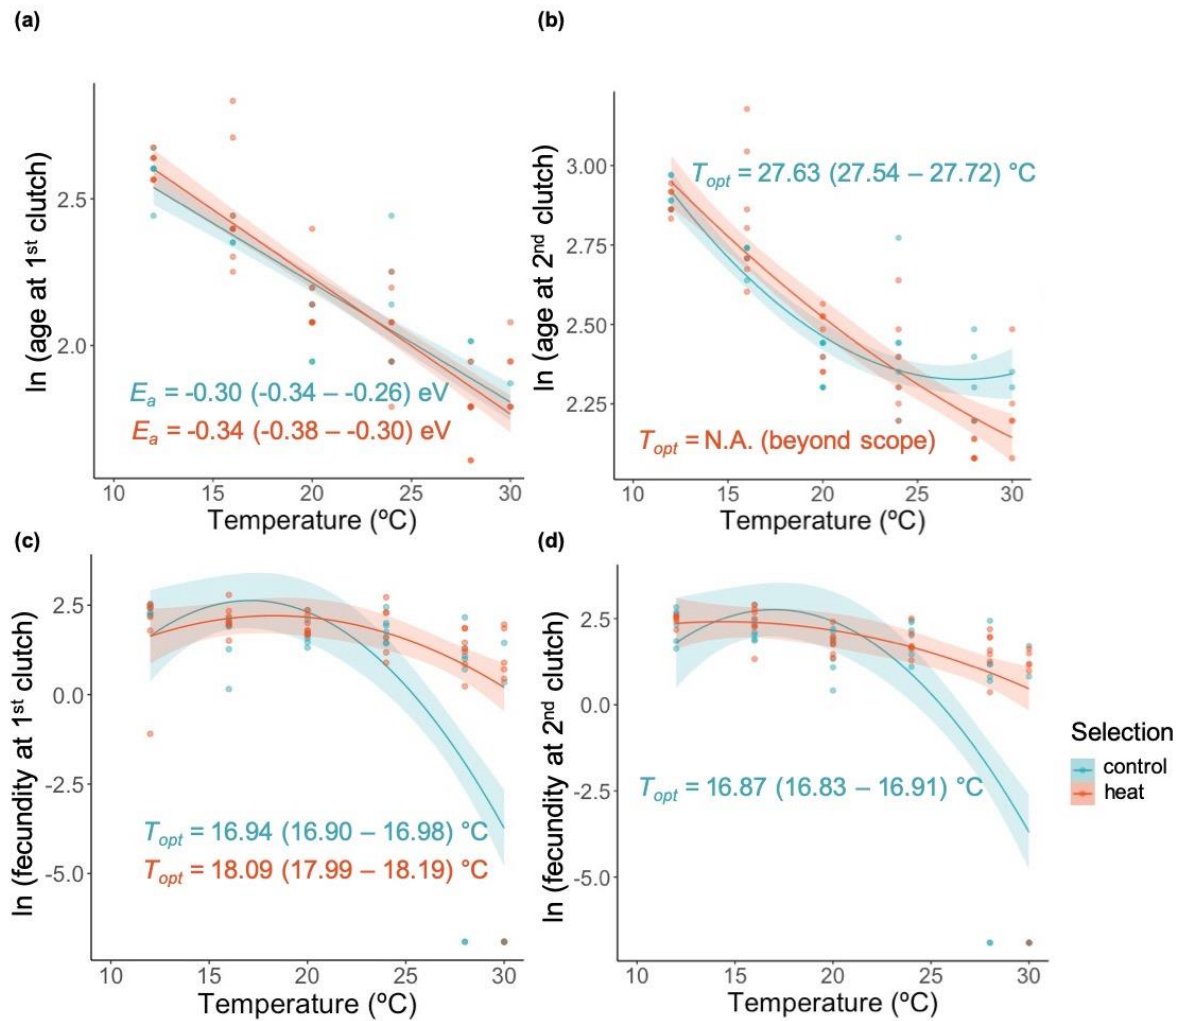 (a)
(b)
ln (age at 1st clutch)
2.5
2.0
Ea = -0.30 (-0.34 – -0.26) eV
Ea = -0.34 (-0.38 – -0.30) eV
10 15 20 25 30
Temperature (ºC)
ln (age at 2nd clutch)
3.00
2.75
2.50
2.25
Topt = 27.63 (27.54 – 27.72) °C
Topt = N.A. (beyond scope)
10 15 20 25 30
Temperature (ºC)
(c)
(d)
ln (fecundity at 1st clutch)
2.5
0.0
-2.5
-5.0
Topt = 16.94 (16.90 – 16.98) °C
Topt = 18.09 (17.99 – 18.19) °C
10 15 20 25 30
Temperature (ºC)
ln (fecundity at 2nd clutch)
2.5
0.0
-2.5
-5.0
Topt = 16.87 (16.83 – 16.91) °C
10 15 20 25 30
Temperature (ºC)
Selection
control
heat